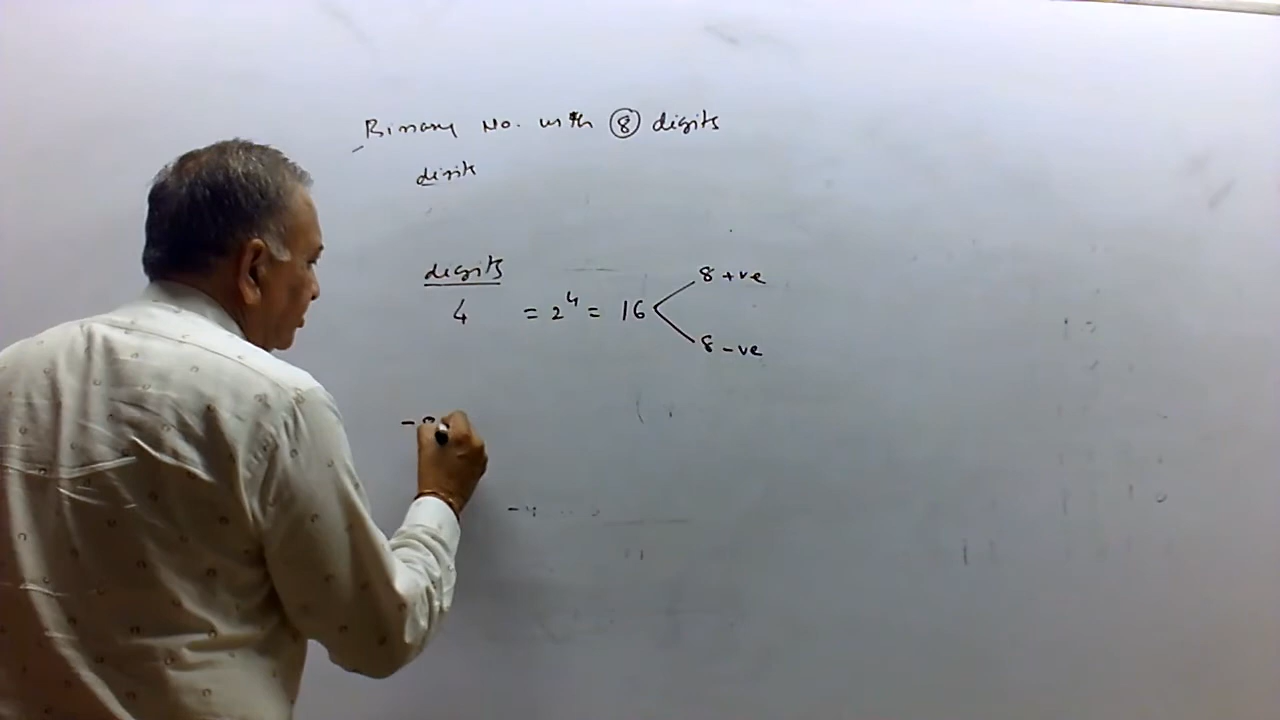 Binary No. with 8 digits
digits
digits
4 = 2^4 = 16
8 +ve
8 -ve
-